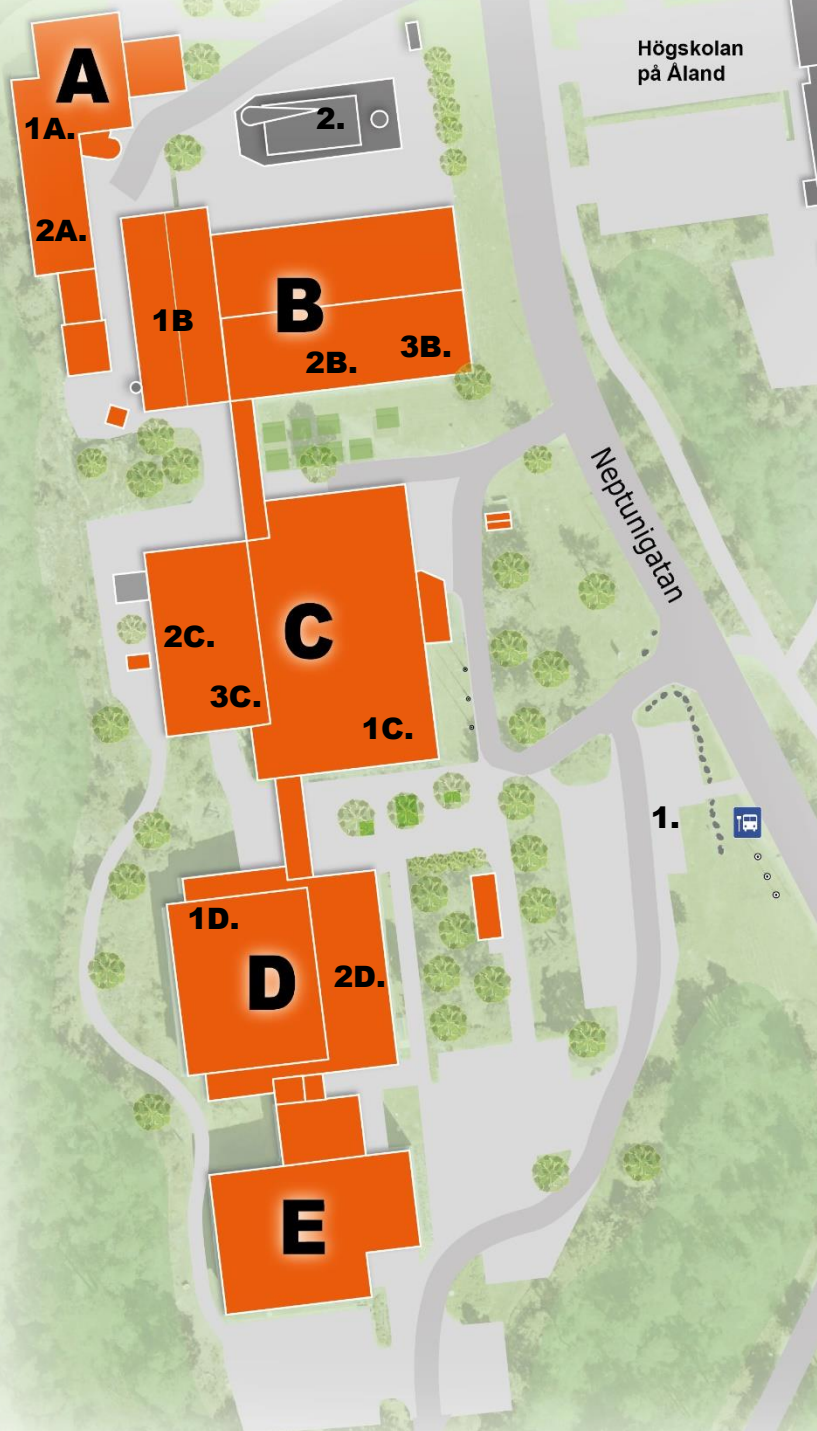 Högskolan
på Åland
A
1A.
2.
2A.
B
1B
3B.
2B.
Neptunigatan
C
2C.
3C.
1C.
1.
1D.
D
2D.
E